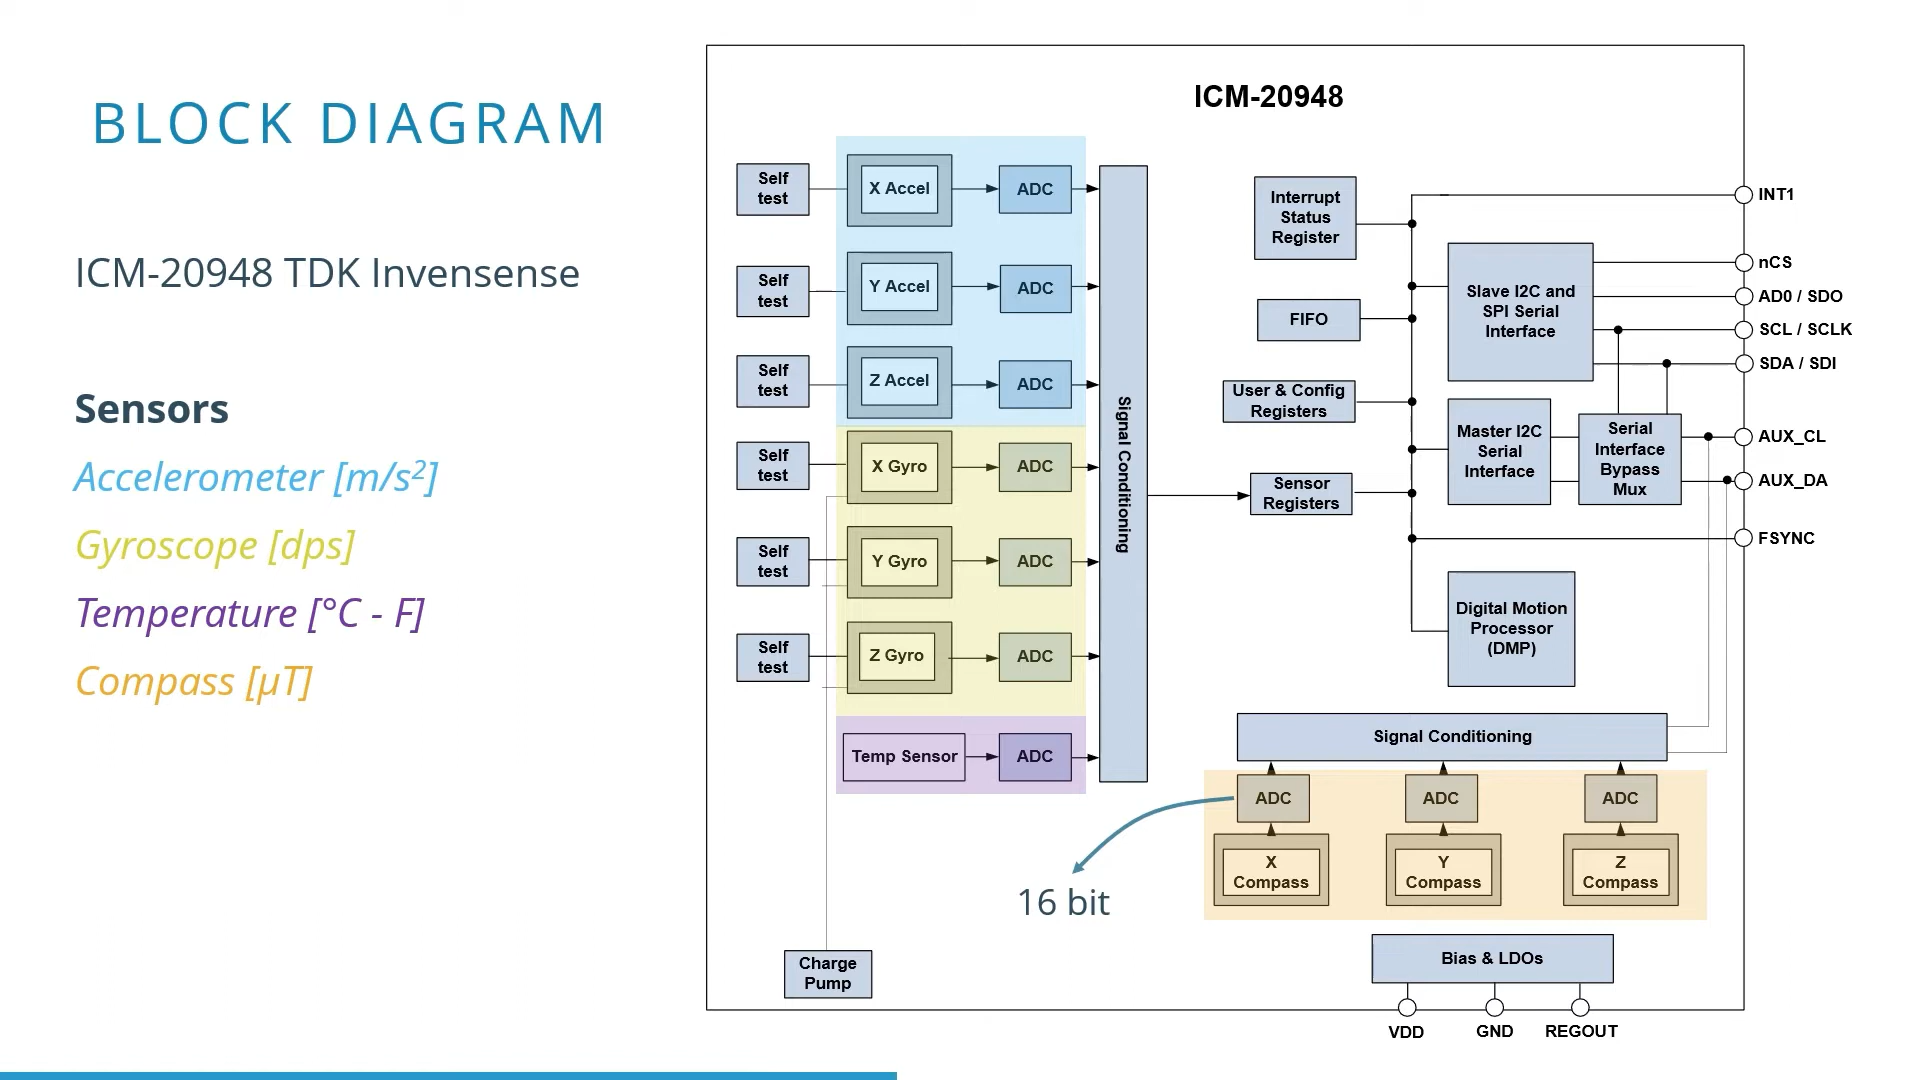 BLOCK DIAGRAM
ICM-20948 TDK Invensense
Sensors
Accelerometer [m/s²]
Gyroscope [dps]
Temperature [°C - F]
Compass [μT]
ICM-20948
Self
test
X Accel
ADC
Self
test
Y Accel
ADC
Self
test
Z Accel
ADC
Self
test
X Gyro
ADC
Self
test
Y Gyro
ADC
Self
test
Z Gyro
ADC
Temp Sensor
ADC
Signal Conditioning
Charge
Pump
Interrupt
Status
Register
FIFO
User & Config
Registers
Sensor
Registers
Slave I2C and
SPI Serial
Interface
Master I2C
Serial
Interface
Serial
Interface
Bypass
Mux
Digital Motion
Processor
(DMP)
INT1
nCS
AD0 / SDO
SCL / SCLK
SDA / SDI
AUX_CL
AUX_DA
FSYNC
Signal Conditioning
ADC
ADC
ADC
X
Compass
Y
Compass
Z
Compass
16 bit
Bias & LDOs
VDD
GND
REGOUT